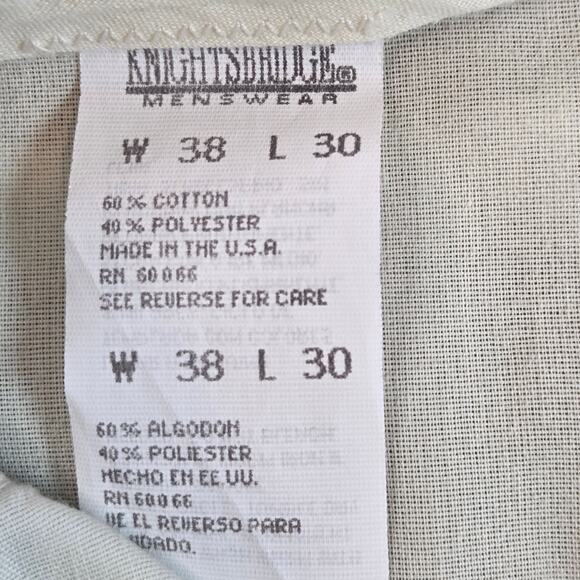 KNIGHTSBRIDGE®
MENSWEAR
W 38 L 30
60% COTTON
40% POLYESTER
MADE IN THE U.S.A.
RN 60066
SEE REVERSE FOR CARE
W 38 L 30
60% ALGODON
40% POLIESTER
HECHO EN EE.UU.
RN 60066
VE EL REVERSO PARA